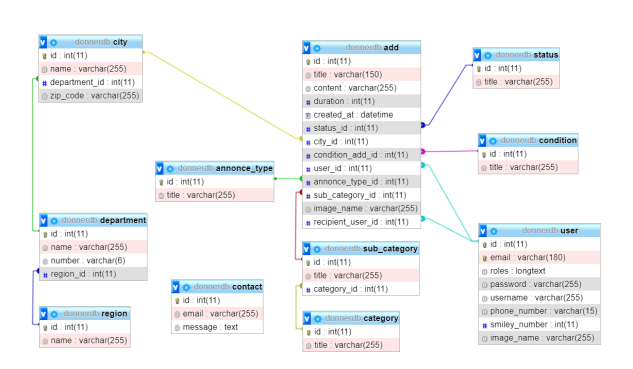 donnerdb city
id : int(11)
name : varchar(255)
department_id : int(11)
zip_code : varchar(255)
donnerdb add
id : int(11)
title : varchar(150)
content : varchar(255)
duration : int(11)
created_at : datetime
status_id : int(11)
city_id : int(11)
condition_add_id : int(11)
user_id : int(11)
annonce_type_id : int(11)
sub_category_id : int(11)
image_name : varchar(255)
recipient_user_id : int(11)
donnerdb status
id : int(11)
title : varchar(255)
donnerdb condition
id : int(11)
title : varchar(255)
donnerdb annonce_type
id : int(11)
title : varchar(255)
donnerdb department
id : int(11)
name : varchar(255)
number : varchar(6)
region_id : int(11)
donnerdb user
id : int(11)
email : varchar(180)
roles : longtext
password : varchar(255)
username : varchar(255)
phone_number : varchar(15)
smiley_number : int(11)
image_name : varchar(255)
donnerdb sub_category
id : int(11)
title : varchar(255)
category_id : int(11)
donnerdb contact
id : int(11)
email : varchar(255)
message : text
donnerdb region
id : int(11)
name : varchar(255)
donnerdb category
id : int(11)
title : varchar(255)